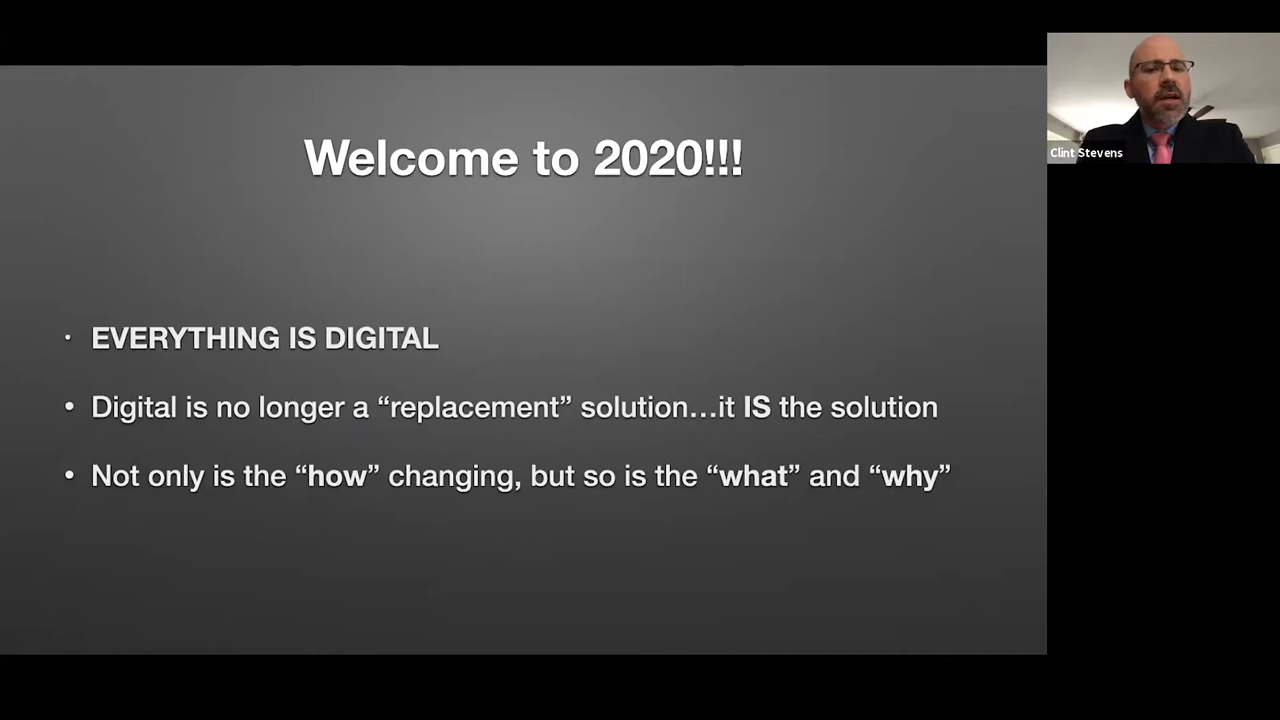 Welcome to 2020!!!
· EVERYTHING IS DIGITAL
• Digital is no longer a “replacement” solution…it IS the solution
• Not only is the “how” changing, but so is the “what” and “why”
Clint Stevens